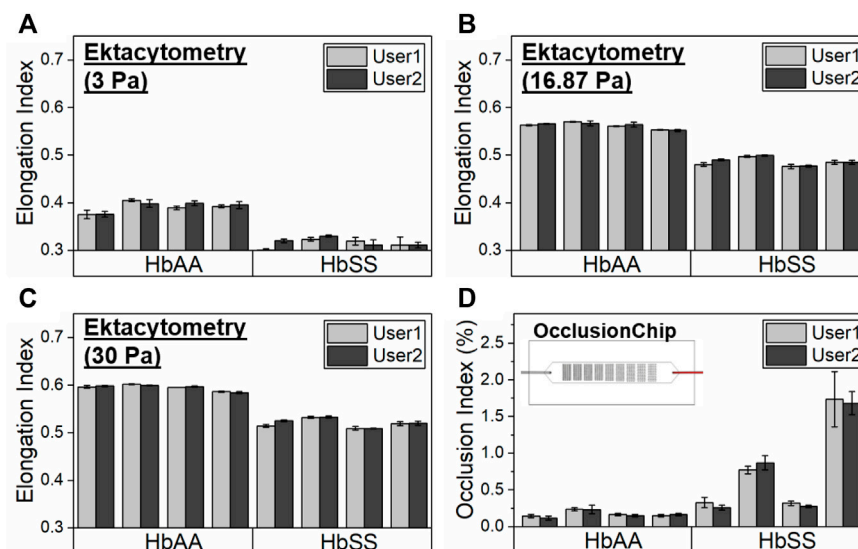 A
Ektacytometry
(3 Pa)
User1
User2
Elongation Index
0.7
0.6
0.5
0.4
0.3
HbAA
HbSS
B
Ektacytometry
(16.87 Pa)
User1
User2
Elongation Index
0.7
0.6
0.5
0.4
0.3
HbAA
HbSS
C
Ektacytometry
(30 Pa)
User1
User2
Elongation Index
0.7
0.6
0.5
0.4
0.3
HbAA
HbSS
D
OcclusionChip
User1
User2
Occlusion Index (%)
2.5
2.0
1.5
1.0
0.5
0.0
HbAA
HbSS